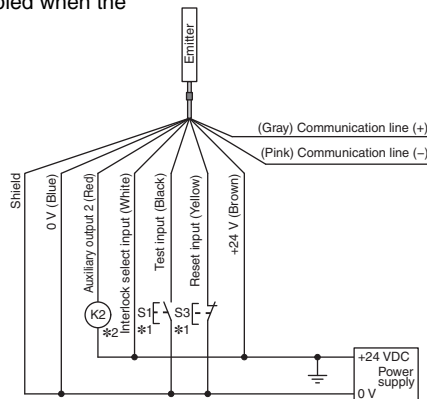 when the
Emitter
(Gray) Communication line (+)
(Pink) Communication line (−)
Shield
0 V (Blue)
Auxiliary output 2 (Red)
Interlock select input (White)
Test input (Black)
Reset input (Yellow)
+24 V (Brown)
K2
*2
S1
*1
S3
*1
+24 VDC
Power
supply
0 V